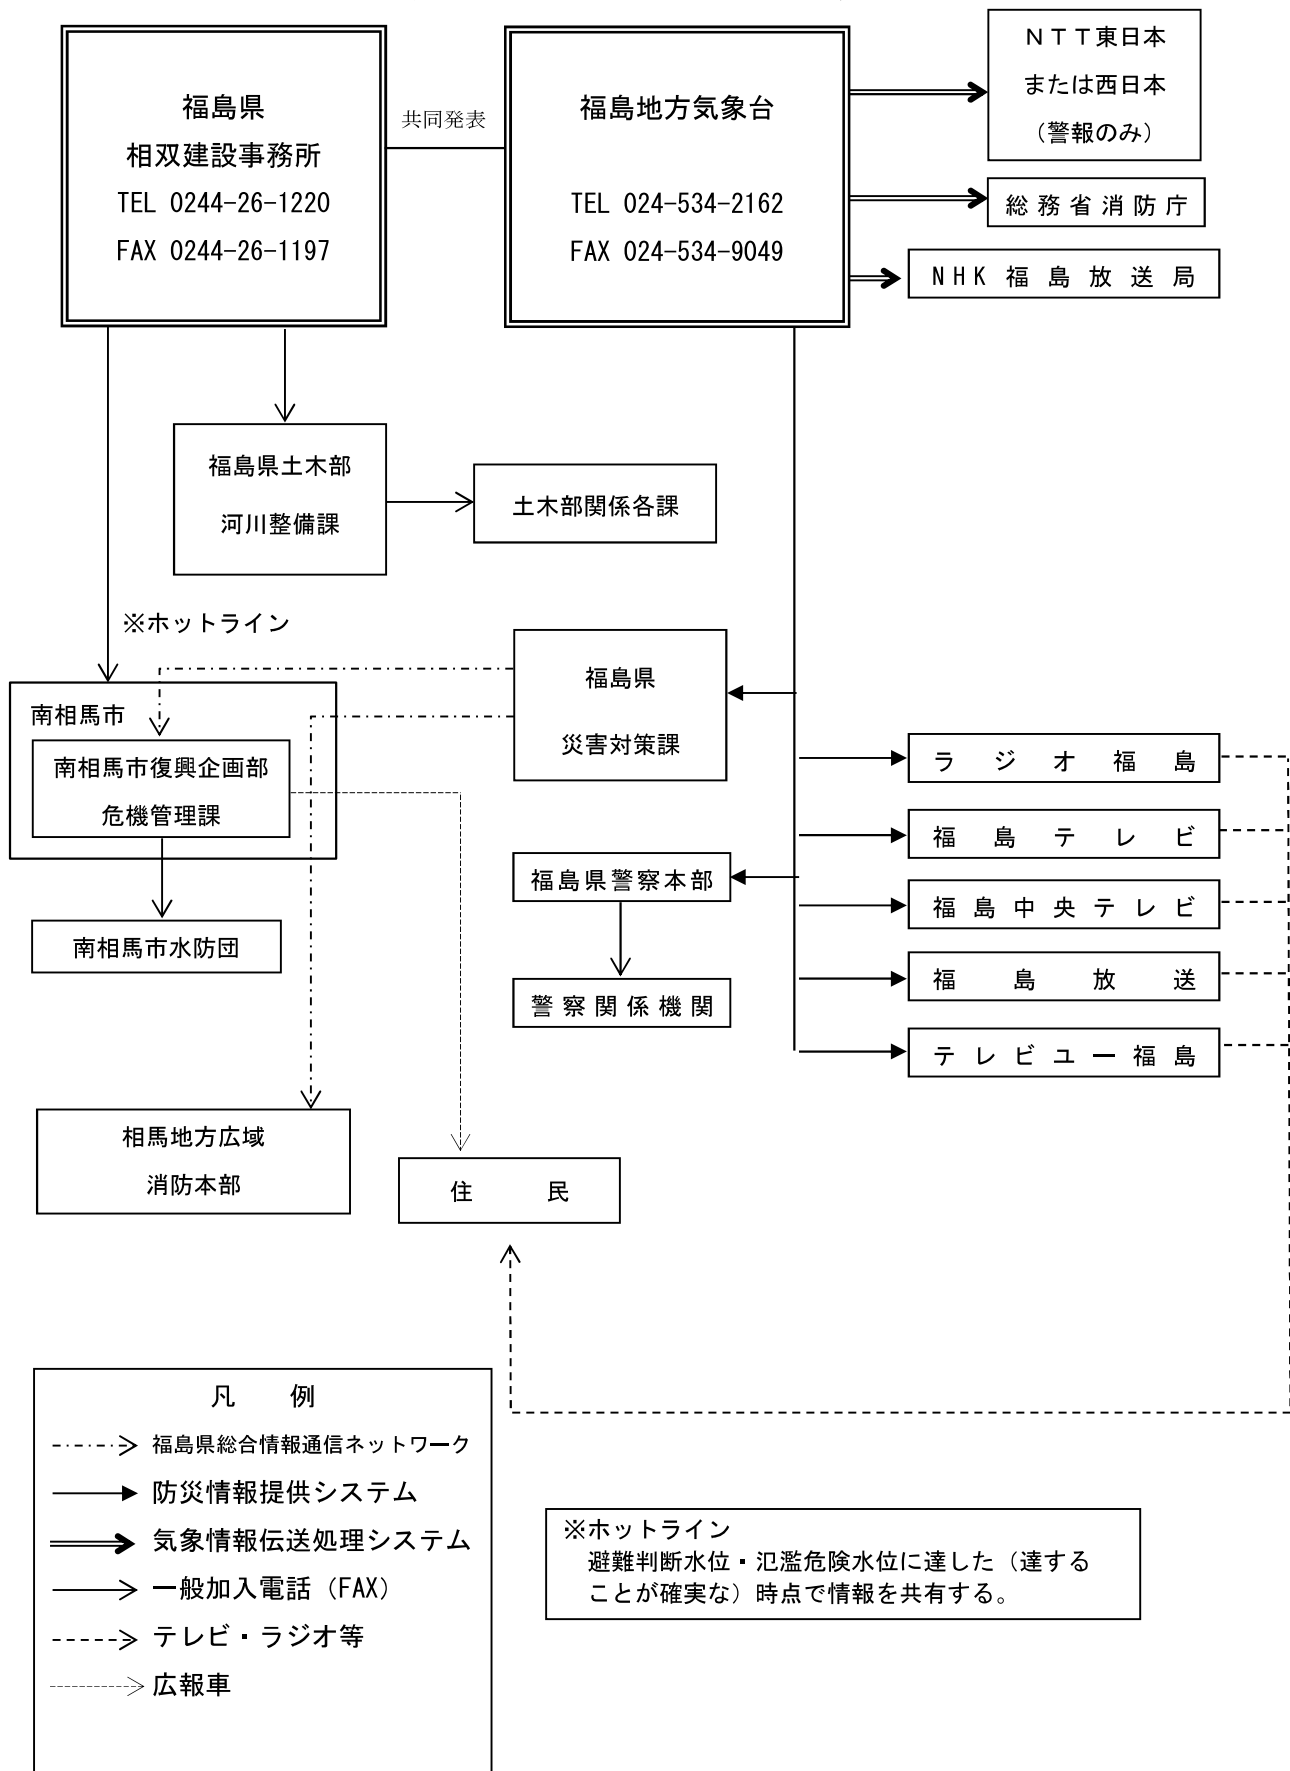 福島県
相双建設事務所
TEL 0244-26-1220
FAX 0244-26-1197
共同発表
福島地方気象台
TEL 024-534-2162
FAX 024-534-9049
NTT東日本
または西日本
(警報のみ)
総務省消防庁
NHK福島放送局
福島県土木部
河川整備課
土木部関係各課
※ホットライン
福島県
災害対策課
南相馬市
南相馬市復興企画部
危機管理課
南相馬市水防団
福島県警察本部
警察関係機関
ラジオ福島
福島テレビ
福島中央テレビ
福島放送
テレビユー福島
相馬地方広域
消防本部
住民
凡例
福島県総合情報通信ネットワーク
防災情報提供システム
気象情報伝送処理システム
一般加入電話(FAX)
テレビ・ラジオ等
広報車
※ホットライン
避難判断水位・氾濫危険水位に達した(達する
ことが確実な)時点で情報を共有する。